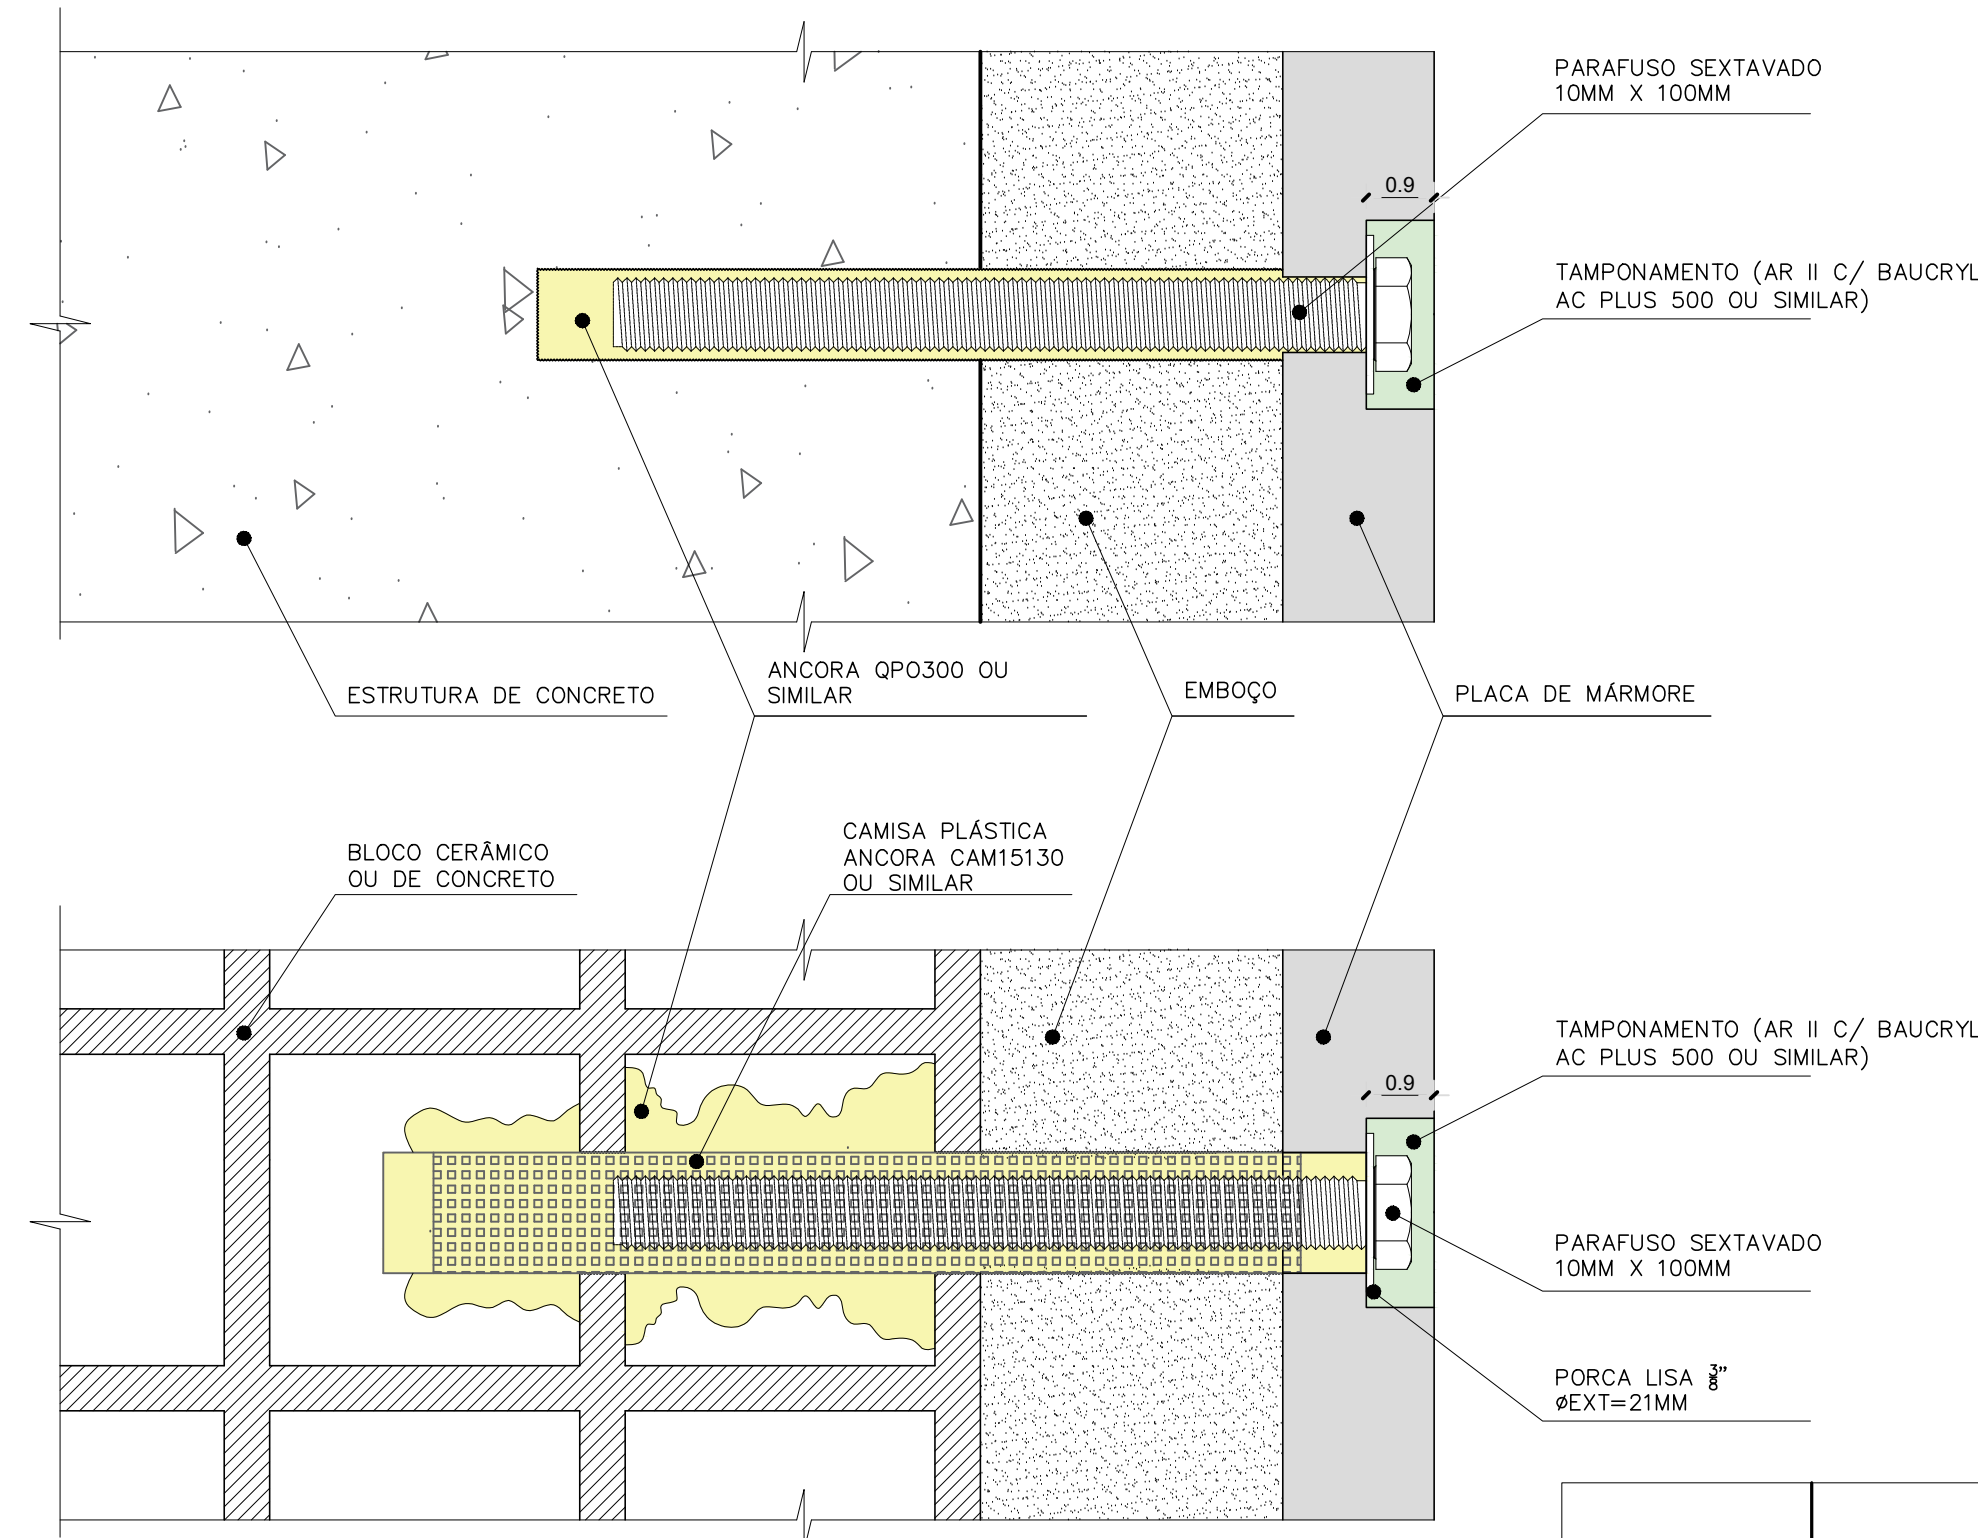 PARAFUSO SEXTAVADO
10MM X 100MM
0.9
TAMPONAMENTO (AR II C/ BAUCRYL
AC PLUS 500 OU SIMILAR)
ANCORA QPO300 OU
SIMILAR
ESTRUTURA DE CONCRETO
EMBOÇO
PLACA DE MÁRMORE
CAMISA PLÁSTICA
ANCORA CAM15130
OU SIMILAR
BLOCO CERÂMICO
OU DE CONCRETO
TAMPONAMENTO (AR II C/ BAUCRYL
AC PLUS 500 OU SIMILAR)
0.9
PARAFUSO SEXTAVADO
10MM X 100MM
PORCA LISA 3/8"
øEXT=21MM